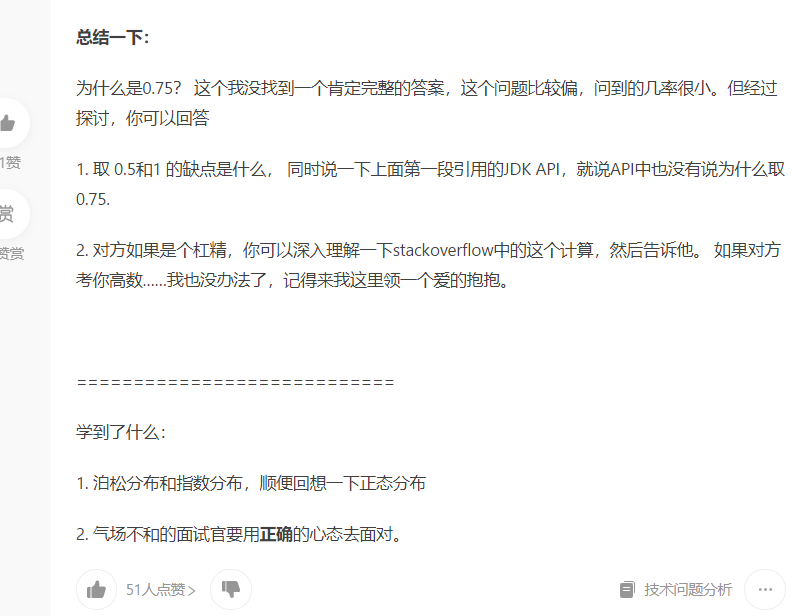 总结一下：
为什么是0.75？ 这个我没找到一个肯定完整的答案，这个问题比较偏，问到的几率很小。但经过
探讨，你可以回答
1赞
1. 取 0.5和1 的缺点是什么， 同时说一下上面第一段引用的JDK API，就说API中也没有说为什么取
0.75.
赏
赞赏
2. 对方如果是个杠精，你可以深入理解一下stackoverflow中的这个计算，然后告诉他。 如果对方
考你高数......我也没办法了，记得来我这里领一个爱的抱抱。
============================
学到了什么：
1. 泊松分布和指数分布，顺便回想一下正态分布
2. 气场不和的面试官要用正确的心态去面对。
51人点赞> 技术问题分析 ...